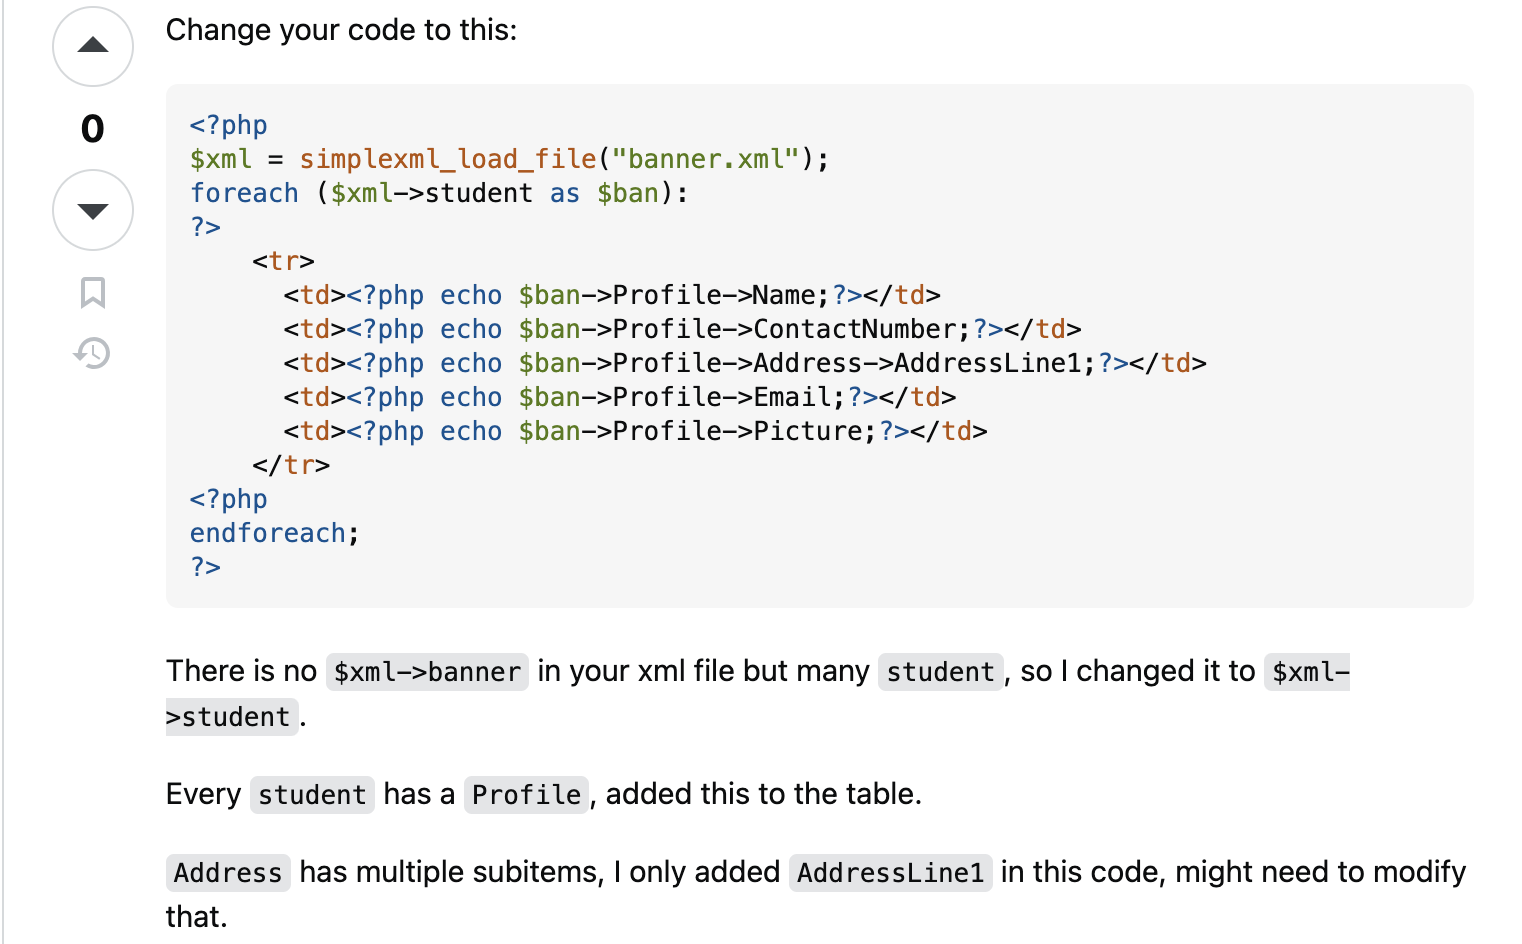 Change your code to this:
0
<?php
$xml = simplexml_load_file("banner.xml");
foreach ($xml->student as $ban):
?>
    <tr>
      <td><?php echo $ban->Profile->Name;?></td>
      <td><?php echo $ban->Profile->ContactNumber;?></td>
      <td><?php echo $ban->Profile->Address->AddressLine1;?></td>
      <td><?php echo $ban->Profile->Email;?></td>
      <td><?php echo $ban->Profile->Picture;?></td>
    </tr>
<?php
endforeach;
?>
There is no $xml->banner in your xml file but many student, so I changed it to $xml-
>student.
Every student has a Profile, added this to the table.
Address has multiple subitems, I only added AddressLine1 in this code, might need to modify
that.